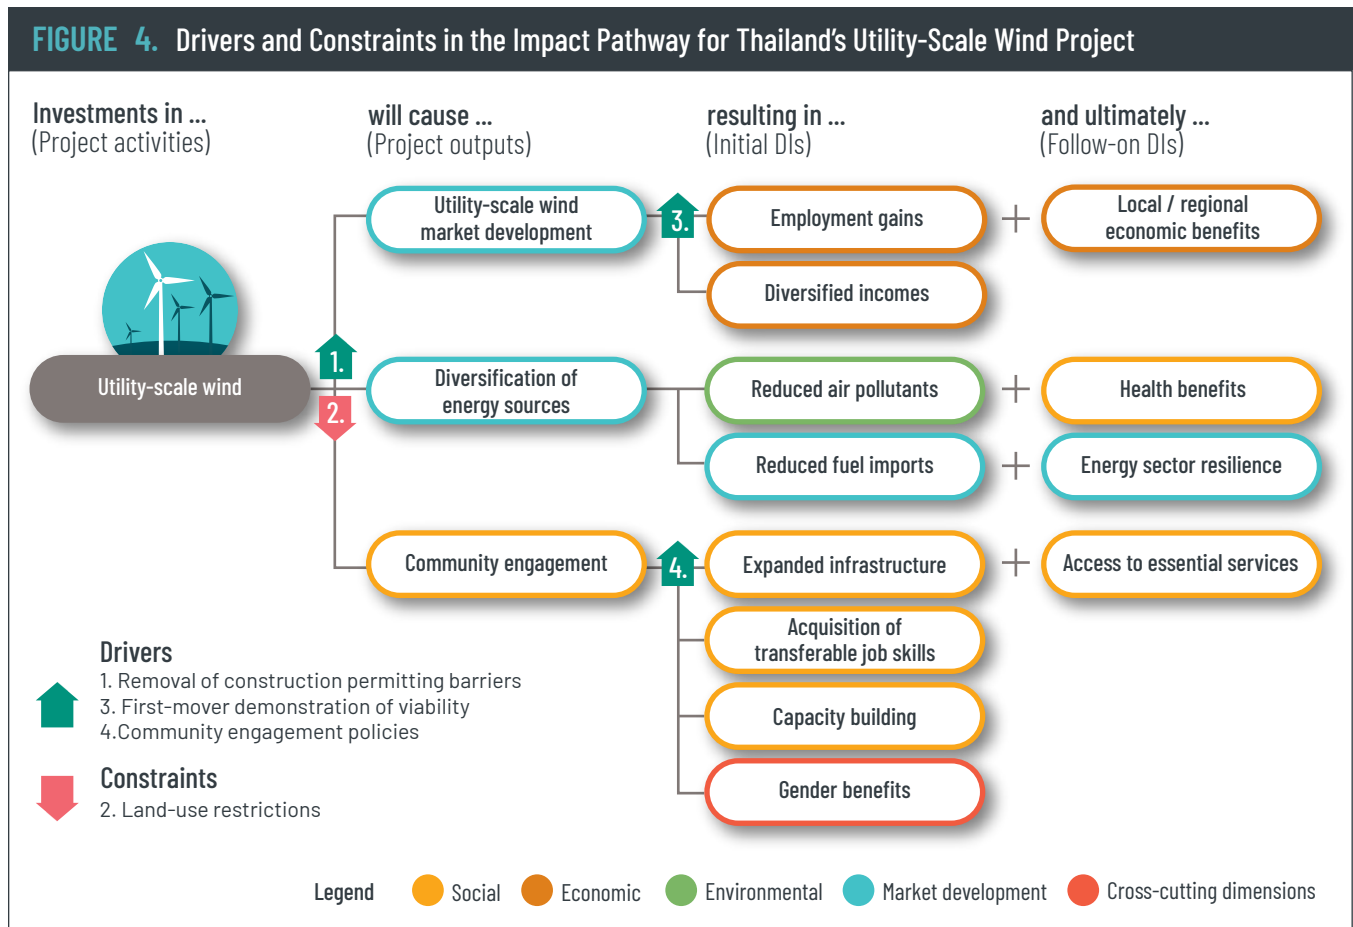 FIGURE 4. Drivers and Constraints in the Impact Pathway for Thailand's Utility-Scale Wind Project
Investments in ...
(Project activities)
will cause ...
(Project outputs)
resulting in ...
(Initial DIs)
and ultimately ...
(Follow-on DIs)
Utility-scale wind
1.
2.
Utility-scale wind
market development
3.
Employment gains
+
Local / regional
economic benefits
Diversified incomes
Diversification of
energy sources
Reduced air pollutants
+
Health benefits
Reduced fuel imports
+
Energy sector resilience
Community engagement
4.
Expanded infrastructure
+
Access to essential services
Acquisition of
transferable job skills
Capacity building
Gender benefits
Drivers
1. Removal of construction permitting barriers
3. First-mover demonstration of viability
4.Community engagement policies
Constraints
2. Land-use restrictions
Legend
Social
Economic
Environmental
Market development
Cross-cutting dimensions